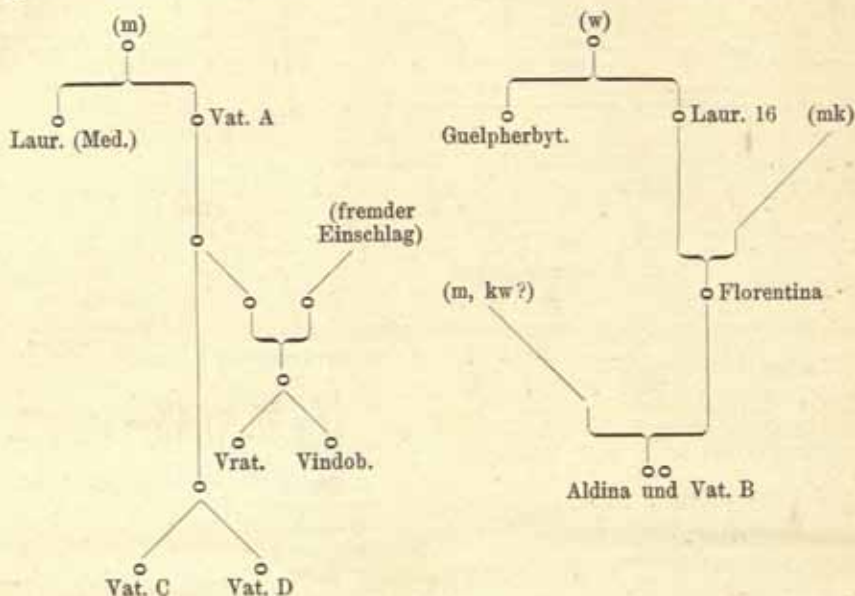 (m)
(w)
Laur. (Med.)
Vat. A
Guelpherbyt.
Laur. 16
(mk)
(fremder
Einschlag)
(m, kw?)
Florentina
Vrat.
Vindob.
Aldina und Vat. B
Vat. C
Vat. D